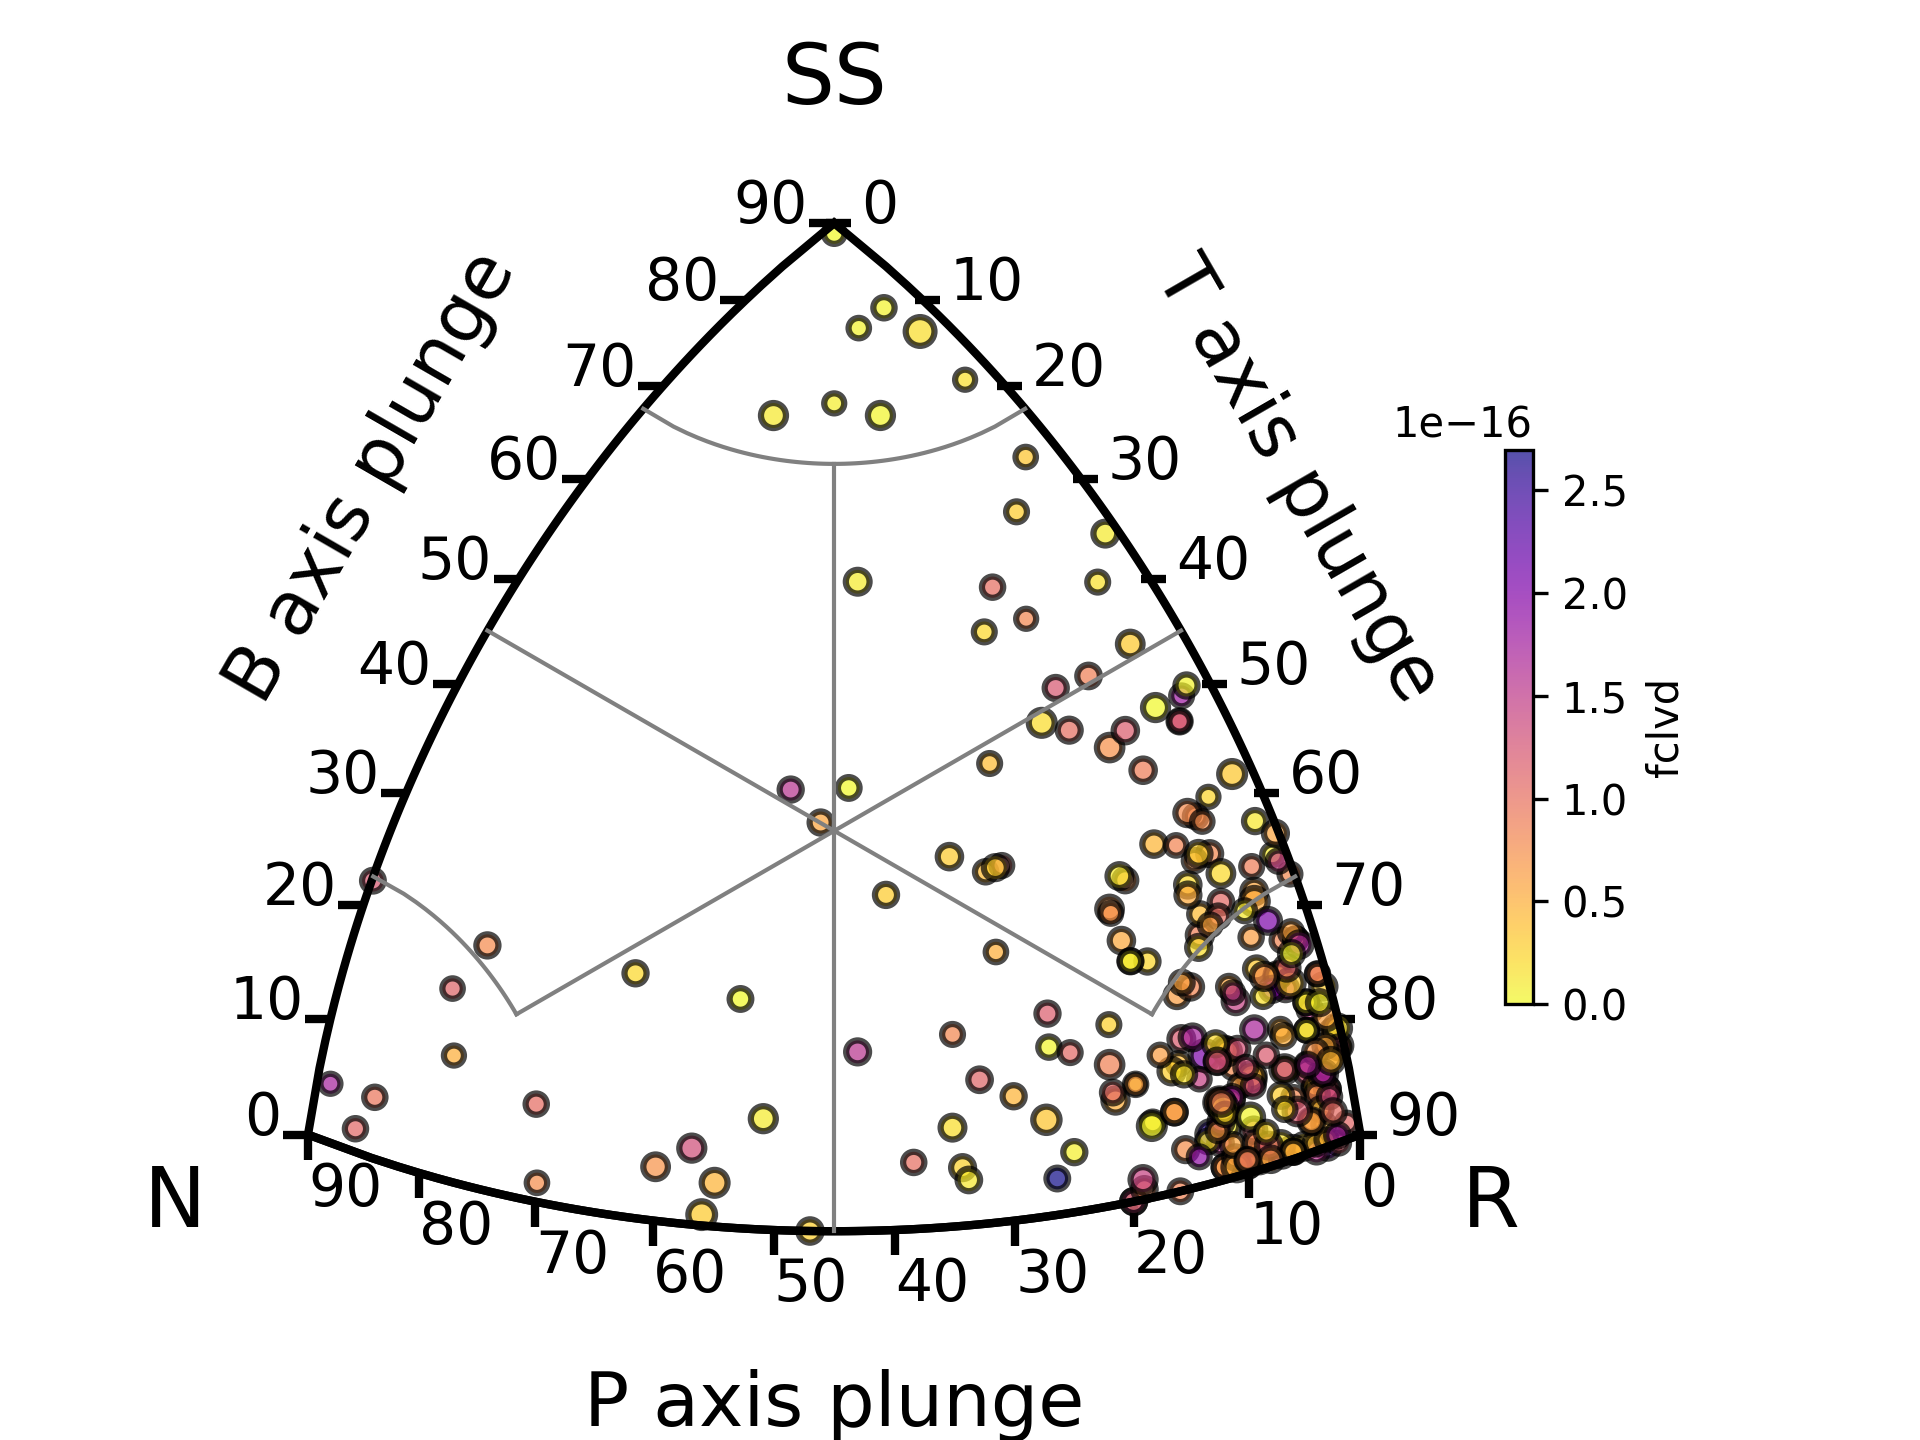 SS
90 0
80 10
70 20
60 30
50 40
40 50
30 60
20 70
10 80
0 90
B axis plunge
T axis plunge
N
90 80 70 60 50 40 30 20 10 0
R
P axis plunge
1e−16
2.5
2.0
1.5
1.0
0.5
0.0
fclvd